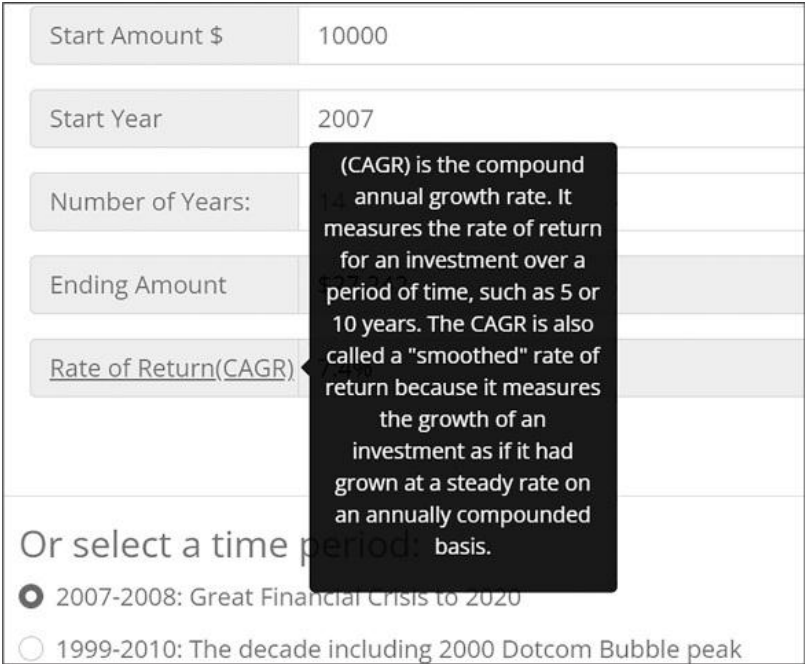 Start Amount $ 10000
Start Year 2007
(CAGR) is the compound
annual growth rate. It
measures the rate of return
for an investment over a
period of time, such as 5 or
10 years. The CAGR is also
called a "smoothed" rate of
return because it measures
the growth of an
investment as if it had
grown at a steady rate on
an annually compounded
basis.
Number of Years: 14
Ending Amount
Rate of Return(CAGR) 7.4%
Or select a time period:
2007-2008: Great Financial Crisis to 2020
1999-2010: The decade including 2000 Dotcom Bubble peak